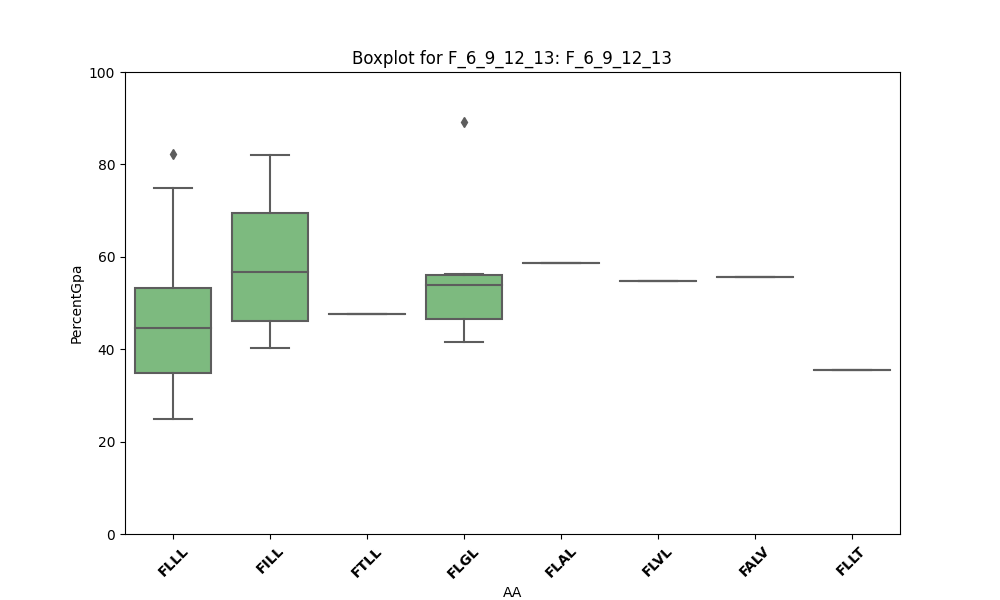 Boxplot for F_6_9_12_13: F_6_9_12_13
100
80
60
40
20
0
PercentGpa
FLLL
FILL
FTLL
FLGL
FLAL
FLVL
FALV
FLLT
AA